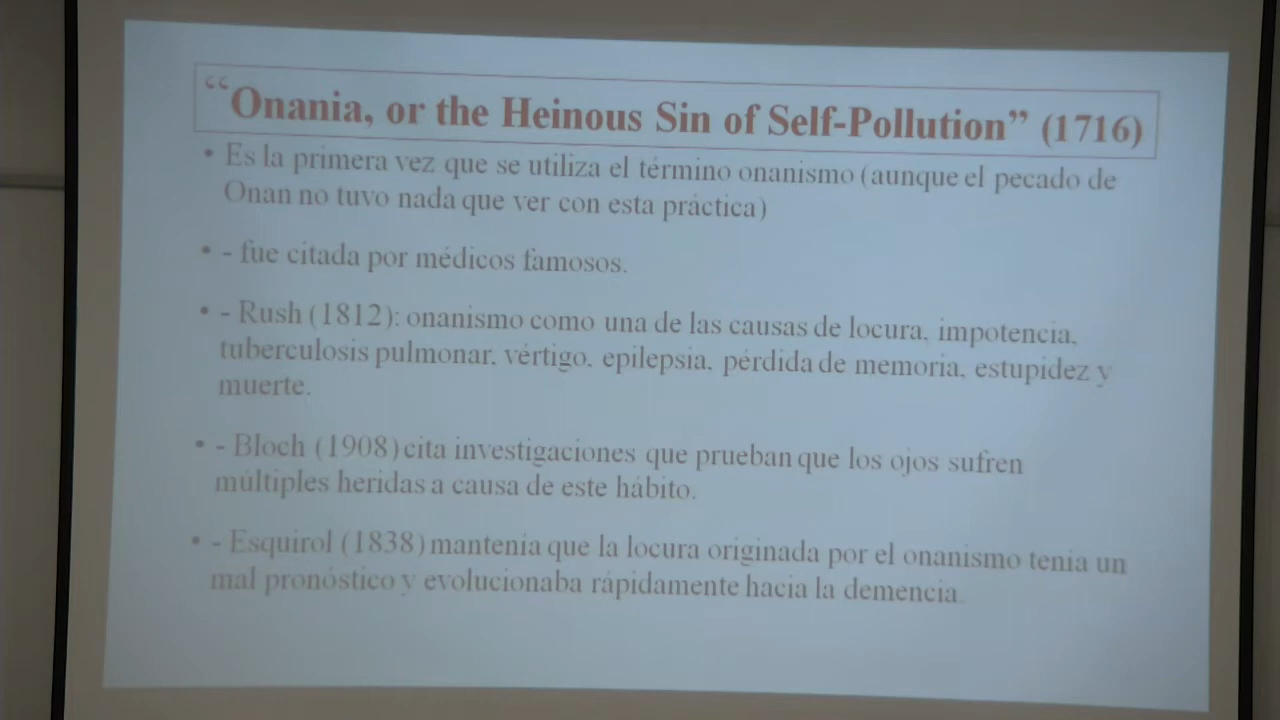 “Onania, or the Heinous Sin of Self-Pollution” (1716)
• Es la primera vez que se utiliza el término onanismo (aunque el pecado de
Onan no tuvo nada que ver con esta práctica)
• - fue citada por médicos famosos.
• - Rush (1812): onanismo como una de las causas de locura, impotencia,
tuberculosis pulmonar, vértigo, epilepsia, pérdida de memoria, estupidez y
muerte.
• - Bloch (1908) cita investigaciones que prueban que los ojos sufren
múltiples heridas a causa de este hábito.
• - Esquirol (1838) mantenía que la locura originada por el onanismo tenía un
mal pronóstico y evolucionaba rápidamente hacia la demencia.